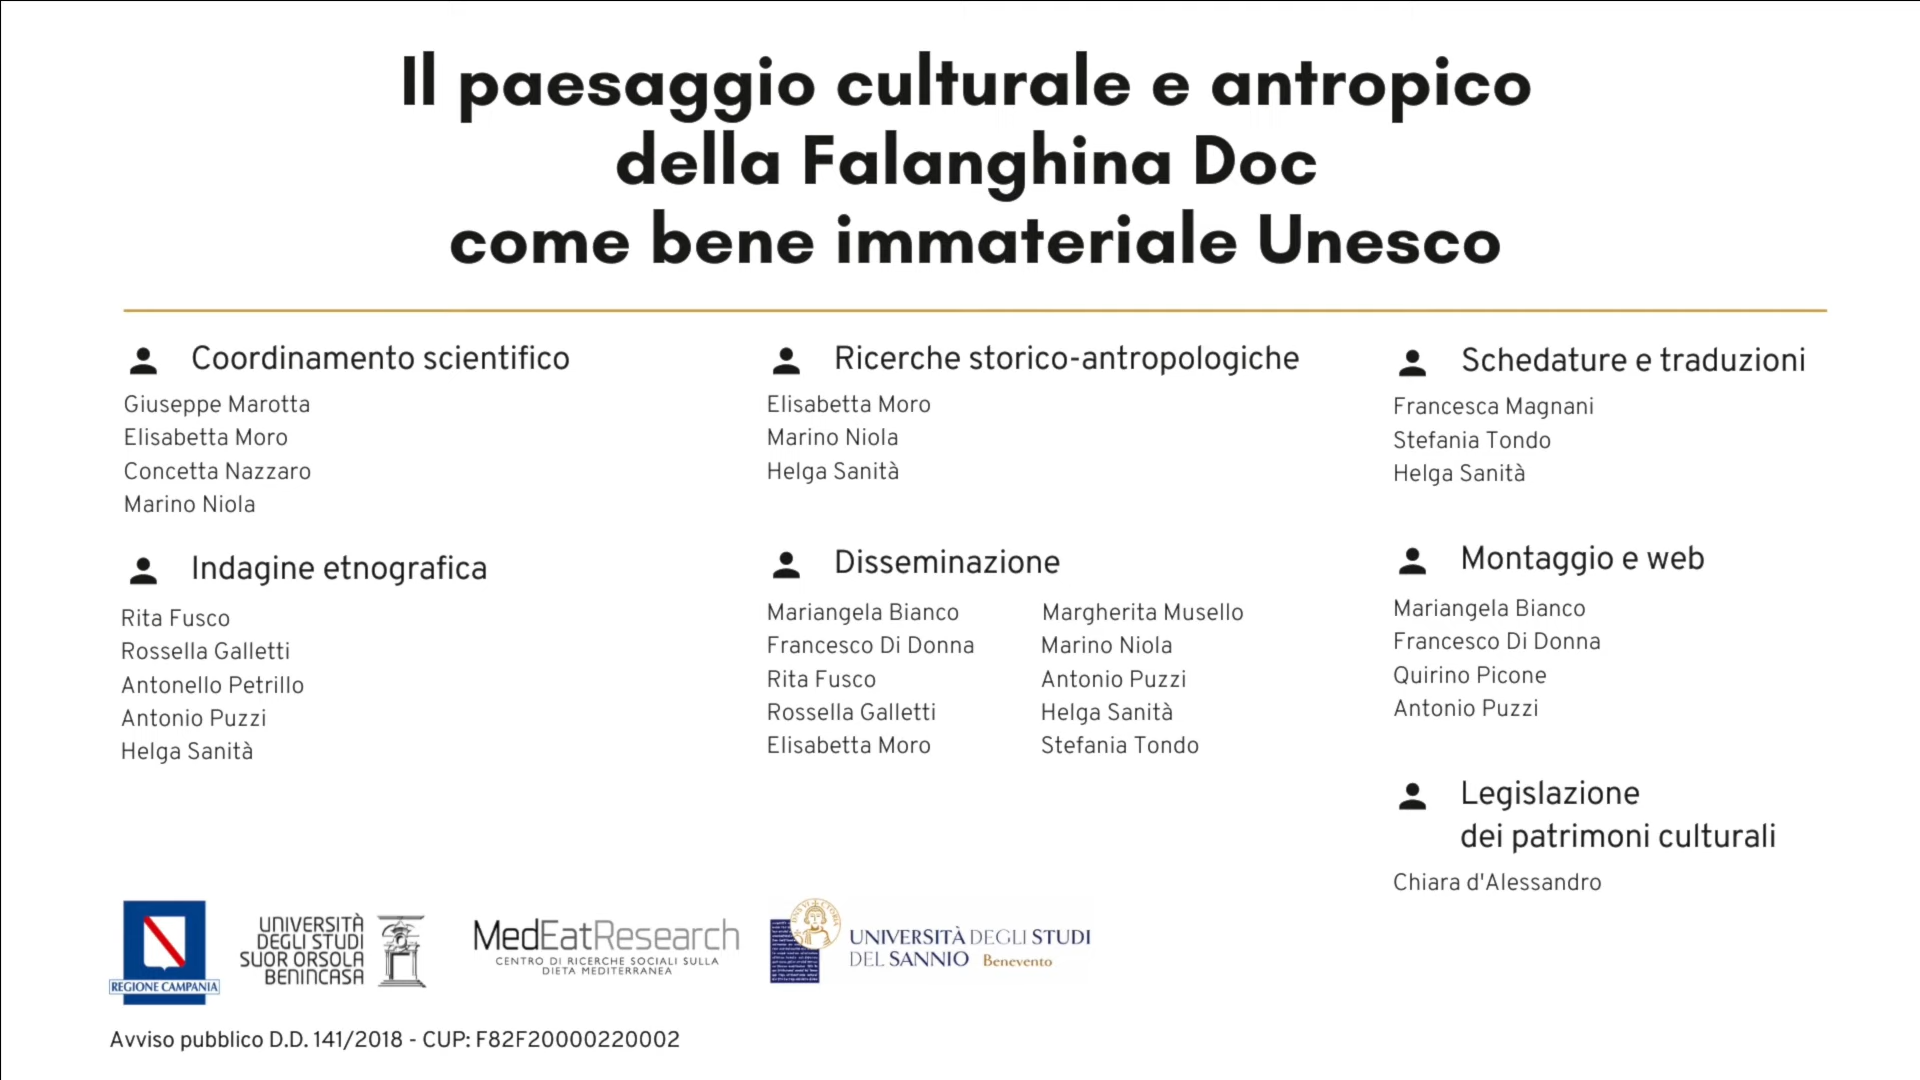 Il paesaggio culturale e antropico
della Falanghina Doc
come bene immateriale Unesco
Coordinamento scientifico
Giuseppe Marotta
Elisabetta Moro
Concetta Nazzaro
Marino Niola
Indagine etnografica
Rita Fusco
Rossella Galletti
Antonello Petrillo
Antonio Puzzi
Helga Sanità
Ricerche storico-antropologiche
Elisabetta Moro
Marino Niola
Helga Sanità
Disseminazione
Mariangela Bianco
Francesco Di Donna
Rita Fusco
Rossella Galletti
Elisabetta Moro
Margherita Musello
Marino Niola
Antonio Puzzi
Helga Sanità
Stefania Tondo
Schedature e traduzioni
Francesca Magnani
Stefania Tondo
Helga Sanità
Montaggio e web
Mariangela Bianco
Francesco Di Donna
Quirino Picone
Antonio Puzzi
Legislazione
dei patrimoni culturali
Chiara d'Alessandro
REGIONE CAMPANIA
UNIVERSITÀ
DEGLI STUDI
SUOR ORSOLA
BENINCASA
MedEatResearch
CENTRO DI RICERCHE SOCIALI SULLA
DIETA MEDITERRANEA
UNIVERSITÀ DEGLI STUDI
DEL SANNIO Benevento
Avviso pubblico D.D. 141/2018 - CUP: F82F20000220002